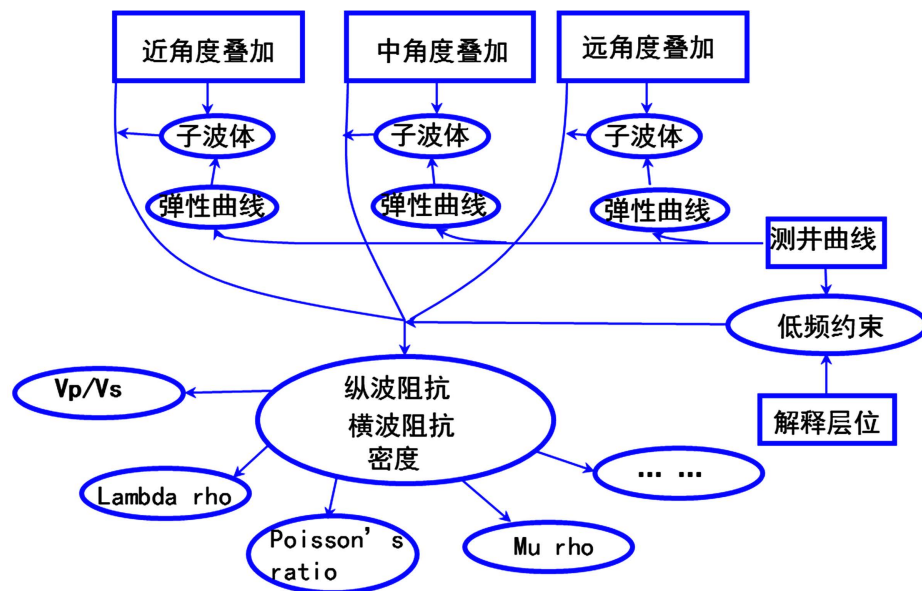 近角度叠加
中角度叠加
远角度叠加
子波体
子波体
子波体
弹性曲线
弹性曲线
弹性曲线
测井曲线
低频约束
解释层位
纵波阻抗
横波阻抗
密度
Vp/Vs
Lambda rho
Poisson's
ratio
Mu rho
… …